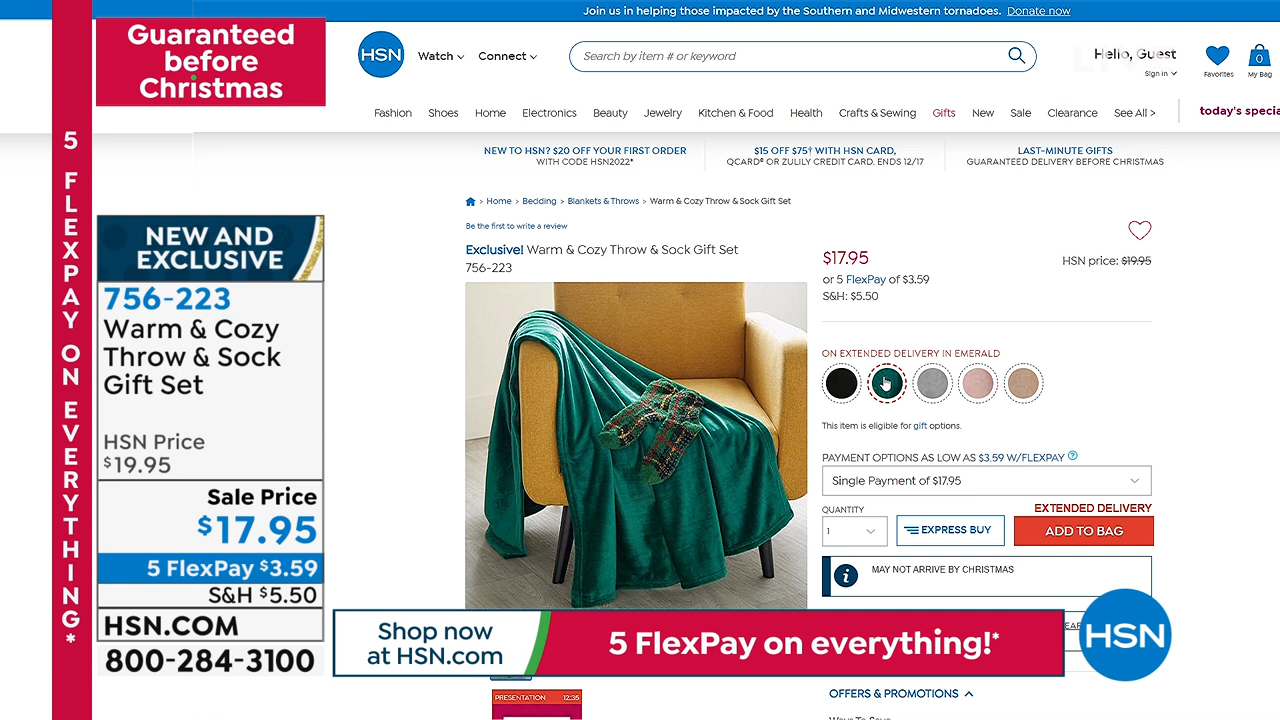 Join us in helping those impacted by the Southern and Midwestern tornadoes. Donate now
Guaranteed
before
Christmas
5 FLEXPAY ON EVERYTHING*
HSN
Watch
Connect
Search by item # or keyword
Hello, Guest
Sign in
Favorites
0
My Bag
Fashion Shoes Home Electronics Beauty Jewelry Kitchen & Food Health Crafts & Sewing Gifts New Sale Clearance See All > today's specia
NEW TO HSN? $20 OFF YOUR FIRST ORDER
WITH CODE HSN2022*
$15 OFF $75† WITH HSN CARD,
QCARD® OR ZULILY CREDIT CARD. ENDS 12/17
LAST-MINUTE GIFTS
GUARANTEED DELIVERY BEFORE CHRISTMAS
> Home > Bedding > Blankets & Throws > Warm & Cozy Throw & Sock Gift Set
Be the first to write a review
Exclusive! Warm & Cozy Throw & Sock Gift Set
756-223
NEW AND
EXCLUSIVE
756-223
Warm & Cozy
Throw & Sock
Gift Set
HSN Price
$19.95
Sale Price
$17.95
5 FlexPay $3.59
S&H $5.50
HSN.COM
800-284-3100
$17.95
HSN price: $19.95
or 5 FlexPay of $3.59
S&H: $5.50
ON EXTENDED DELIVERY IN EMERALD
This item is eligible for gift options.
PAYMENT OPTIONS AS LOW AS $3.59 W/FLEXPAY ?
Single Payment of $17.95
QUANTITY
1
EXPRESS BUY
EXTENDED DELIVERY
ADD TO BAG
i
MAY NOT ARRIVE BY CHRISTMAS
Shop now
at HSN.com
5 FlexPay on everything!*
HSN
PRESENTATION 12:35
OFFERS & PROMOTIONS